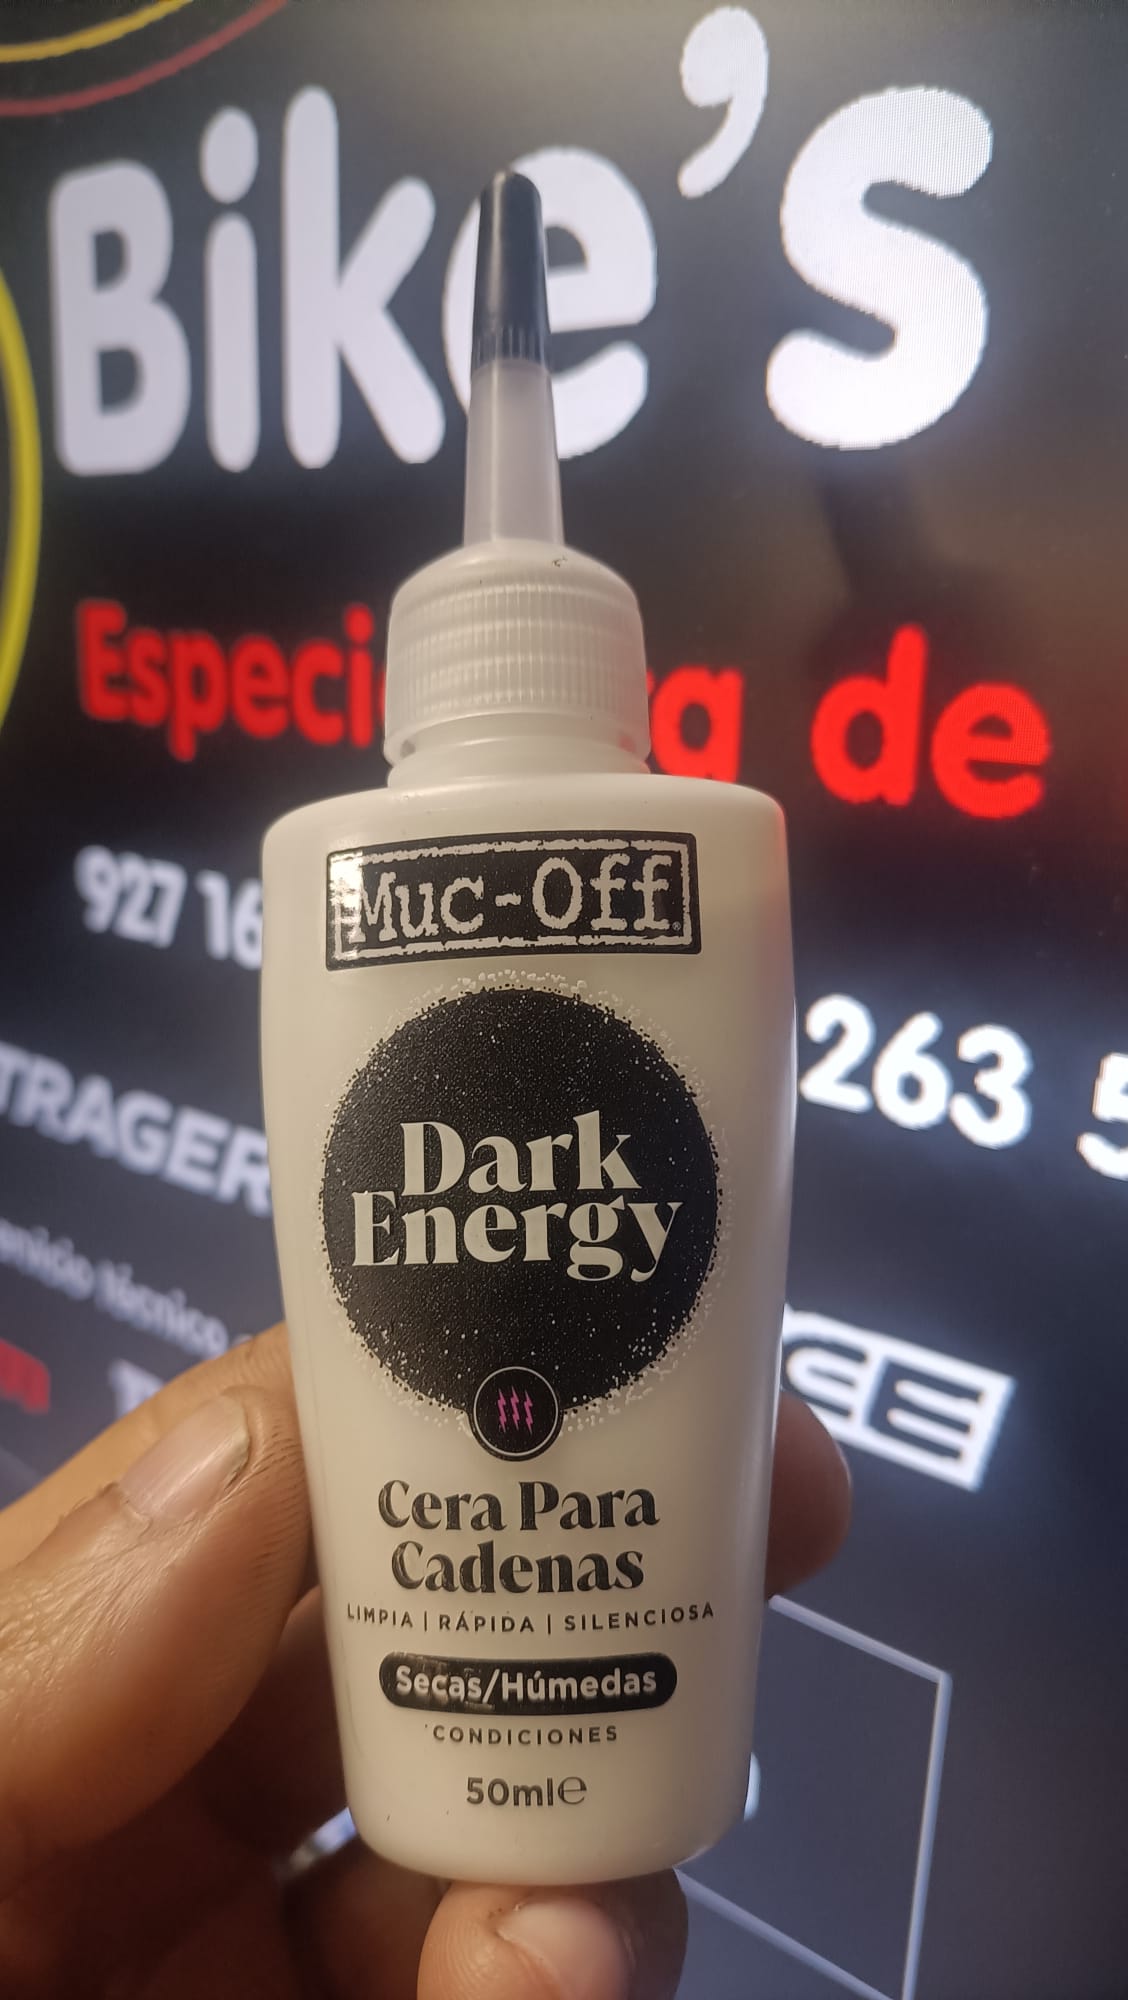 Bike's
de
927 16
263 5
TRAGER
técnico
Muc-Off®
Dark
Energy
Cera Para
Cadenas
LIMPIA | RÁPIDA | SILENCIOSA
Secas/Húmedas
CONDICIONES
50ml℮